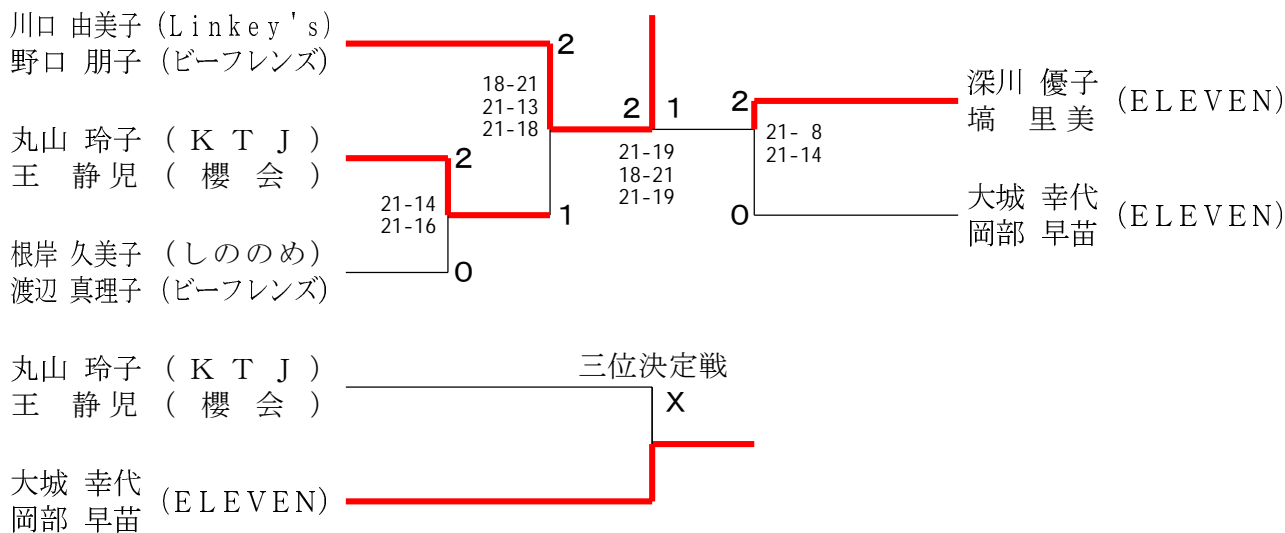 川口 由美子 (Linkey's)
野口 朋子 (ビーフレンズ)
2
18-21
21-13
21-18
丸山 玲子 ( K T J )
王 静児 ( 櫻 会 )
2
21-14
21-16
1
根岸 久美子 (しののめ)
渡辺 真理子 (ビーフレンズ)
0
2 1
21-19
18-21
21-19
2
深川 優子 (ELEVEN)
塙 里美
21- 8
21-14
0
大城 幸代 (ELEVEN)
岡部 早苗
三位決定戦
丸山 玲子 ( K T J )
王 静児 ( 櫻 会 )
X
大城 幸代 (ELEVEN)
岡部 早苗